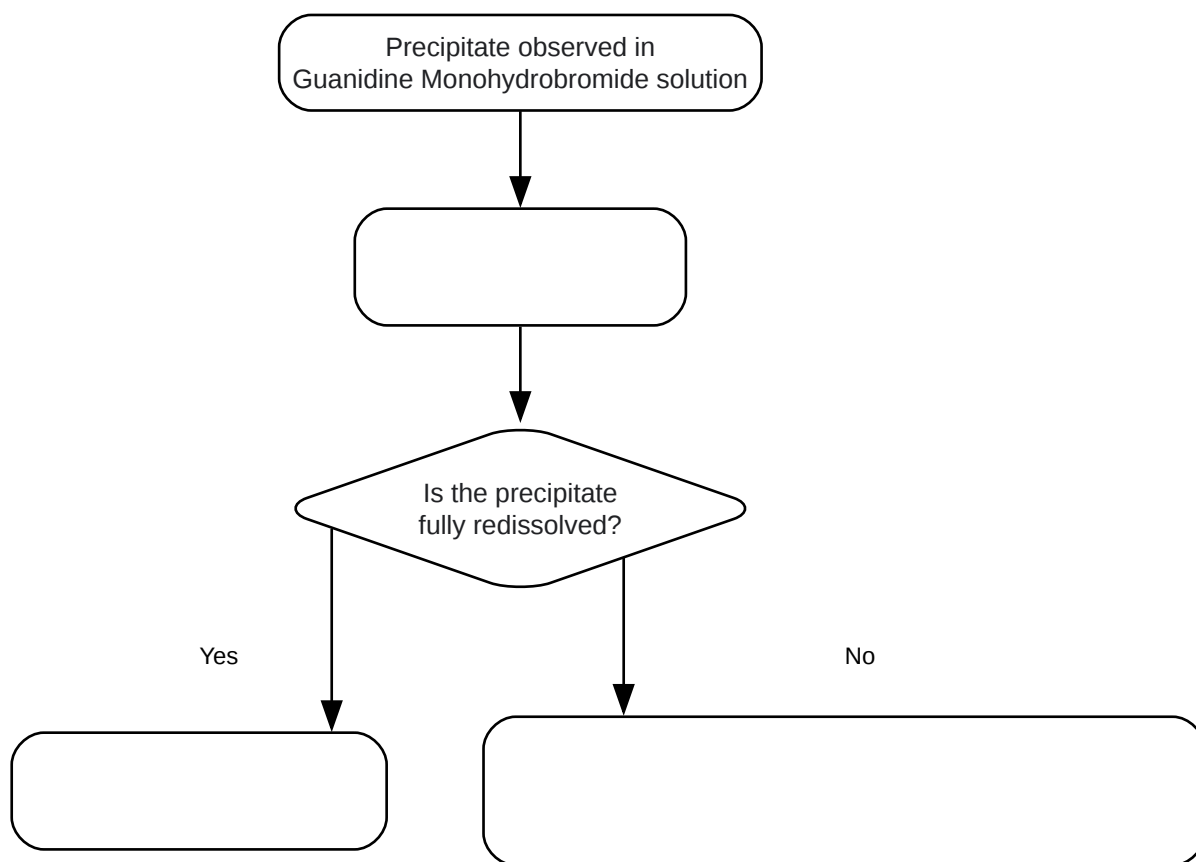 Precipitate observed in
Guanidine Monohydrobromide solution
Is the precipitate
fully redissolved?
Yes
No